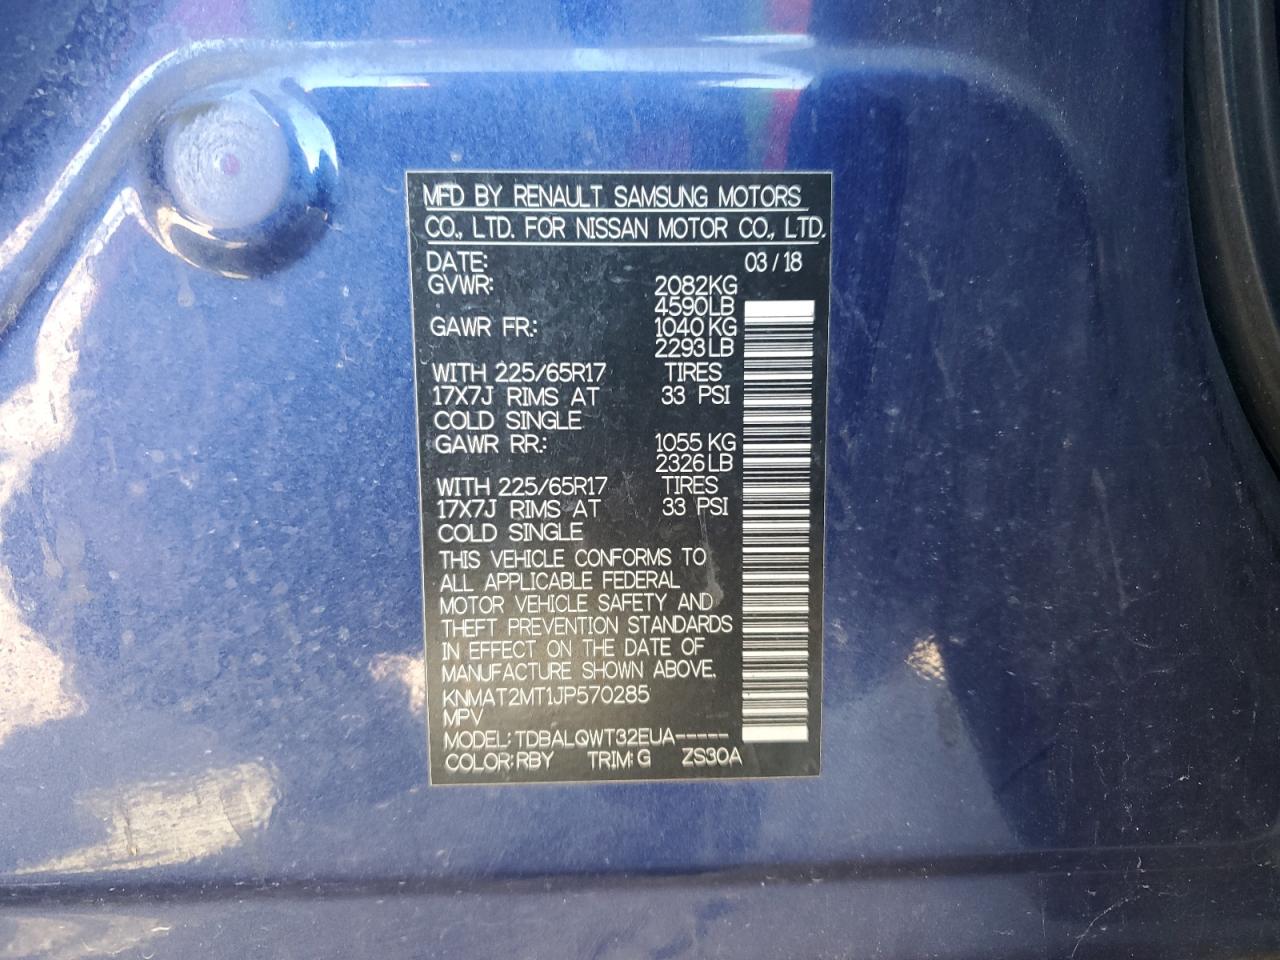 MFD BY RENAULT SAMSUNG MOTORS
CO., LTD. FOR NISSAN MOTOR CO., LTD.
DATE: 03 / 18
GVWR: 2082KG
4590LB
GAWR FR.: 1040 KG
2293LB
WITH 225/65R17 TIRES
17X7J RIMS AT 33 PSI
COLD SINGLE
GAWR RR.: 1055 KG
2326LB
WITH 225/65R17 TIRES
17X7J RIMS AT 33 PSI
COLD SINGLE
THIS VEHICLE CONFORMS TO
ALL APPLICABLE FEDERAL
MOTOR VEHICLE SAFETY AND
THEFT PREVENTION STANDARDS
IN EFFECT ON THE DATE OF
MANUFACTURE SHOWN ABOVE.
KNMAT2MT1JP570285
MPV
MODEL: TDBALQWT32EUA-----
COLOR: RBY TRIM: G ZS30A